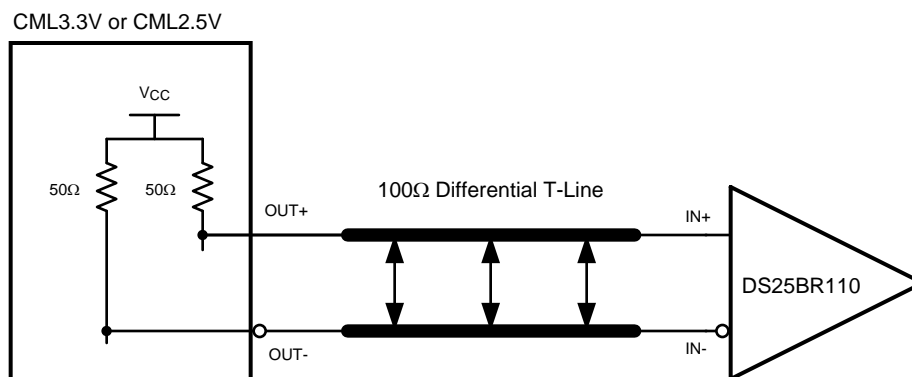 CML3.3V or CML2.5V
VCC
50Ω 50Ω
100Ω Differential T-Line
OUT+
IN+
DS25BR110
OUT-
IN-